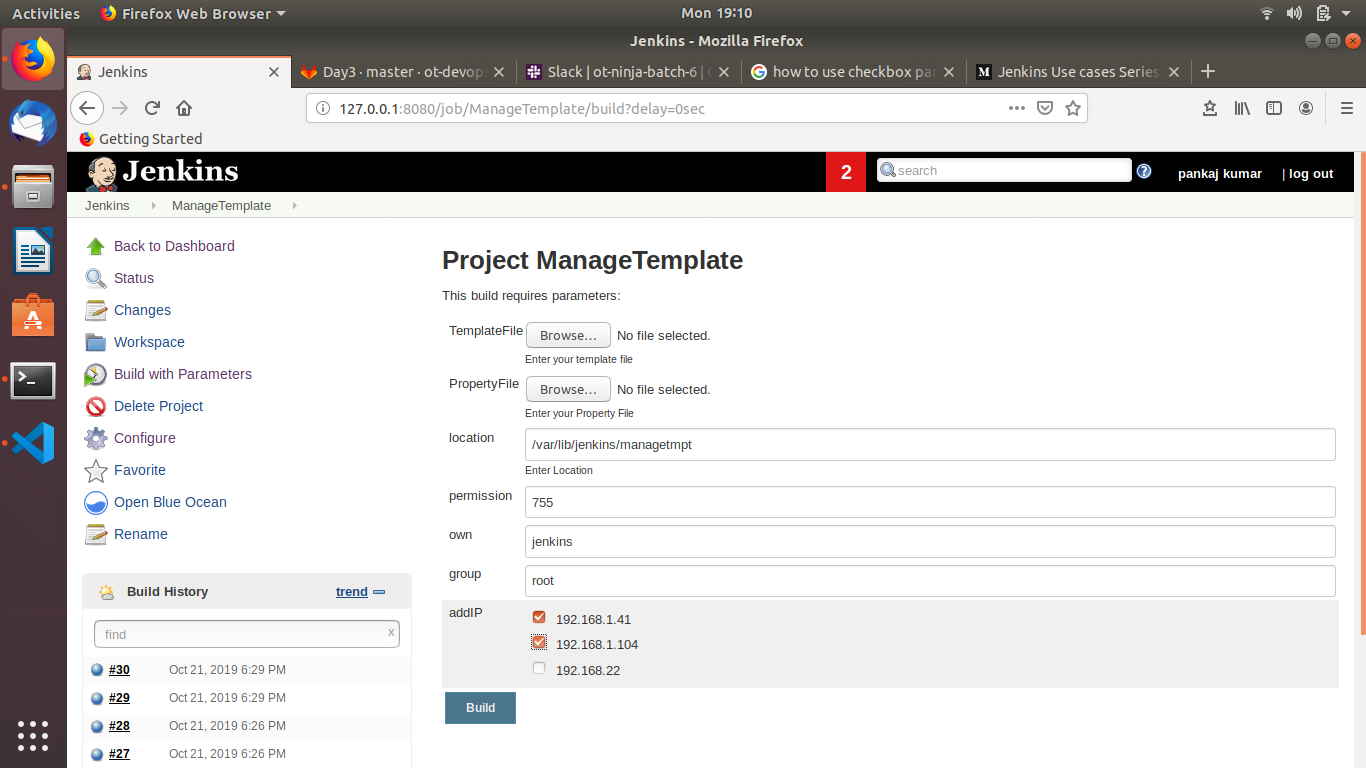 Activities Firefox Web Browser Mon 19:10
Jenkins - Mozilla Firefox
Jenkins Day3 · master · ot-devop Slack | ot-ninja-batch-6 | how to use checkbox pa Jenkins Use cases Series
127.0.0.1:8080/job/ManageTemplate/build?delay=0sec
Getting Started
Jenkins 2 search pankaj kumar | log out
Jenkins ManageTemplate
Back to Dashboard
Status
Changes
Workspace
Build with Parameters
Delete Project
Configure
Favorite
Open Blue Ocean
Rename
Build History trend
find x
#30 Oct 21, 2019 6:29 PM
#29 Oct 21, 2019 6:29 PM
#28 Oct 21, 2019 6:26 PM
#27 Oct 21, 2019 6:26 PM
Project ManageTemplate
This build requires parameters:
TemplateFile Browse... No file selected.
Enter your template file
PropertyFile Browse... No file selected.
Enter your Property File
location /var/lib/jenkins/managetmpt
Enter Location
permission 755
own jenkins
group root
addIP 192.168.1.41
192.168.1.104
192.168.22
Build